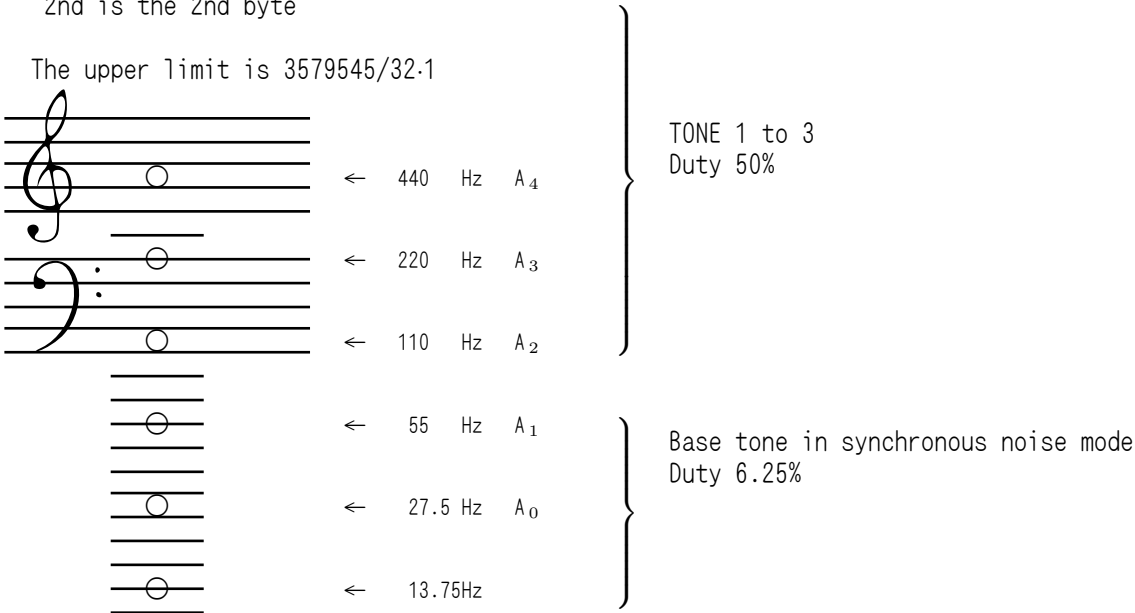 2nd is the 2nd byte
The upper limit is 3579545/32·1
TONE 1 to 3
Duty 50%
← 440 Hz A₄
← 220 Hz A₃
← 110 Hz A₂
← 55 Hz A₁
Base tone in synchronous noise mode
Duty 6.25%
← 27.5 Hz A₀
← 13.75Hz